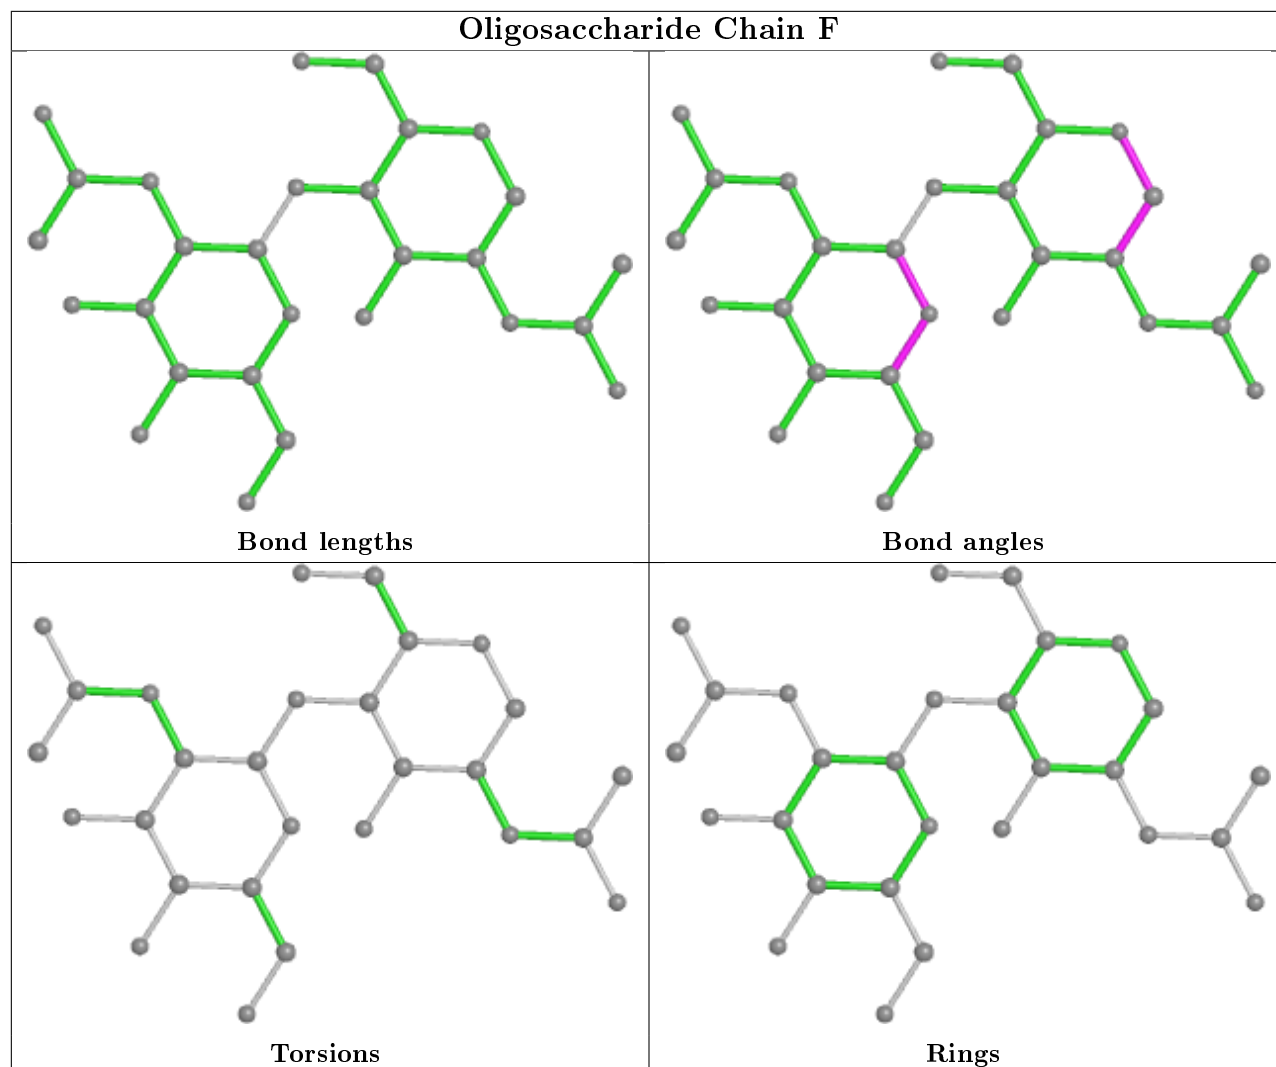 Oligosaccharide Chain F
Bond lengths
Bond angles
Torsions
Rings